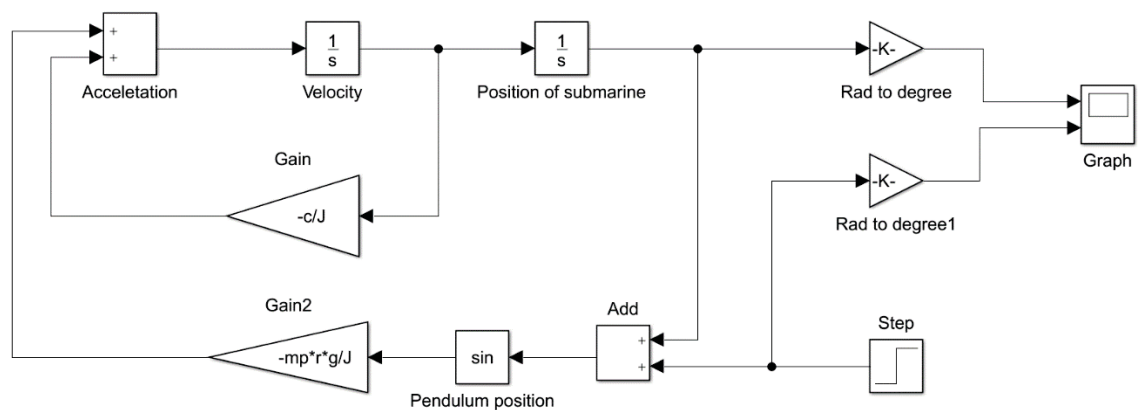 +
+
Acceletation
1
s
Velocity
1
s
Position of submarine
-K-
Rad to degree
Graph
Gain
-c/J
-K-
Rad to degree1
Gain2
-mp*r*g/J
sin
Pendulum position
Add
+
+
Step